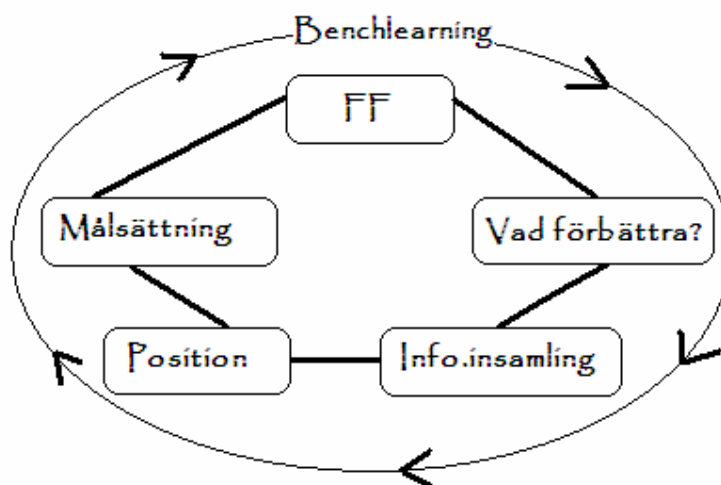 Benchlearning
FF
Målsättning
Vad förbättra?
Position
Info.insamling